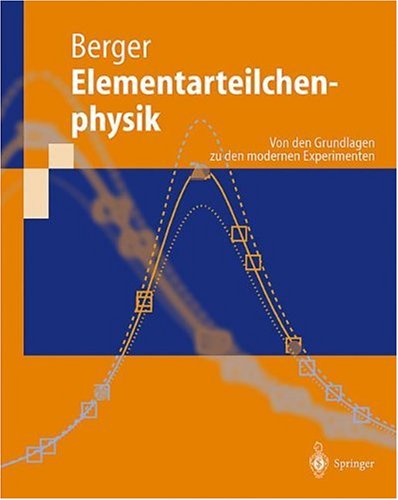 Berger
Elementarteilchen-
physik
Von den Grundlagen
zu den modernen Experimenten
Springer